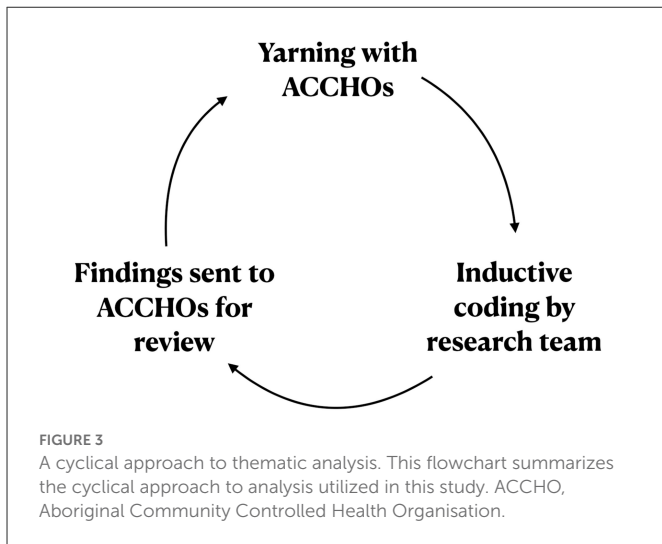 Yarning with
ACCHOs
Findings sent to
ACCHOs for
review
Inductive
coding by
research team
FIGURE 3
A cyclical approach to thematic analysis. This flowchart summarizes
the cyclical approach to analysis utilized in this study. ACCHO,
Aboriginal Community Controlled Health Organisation.